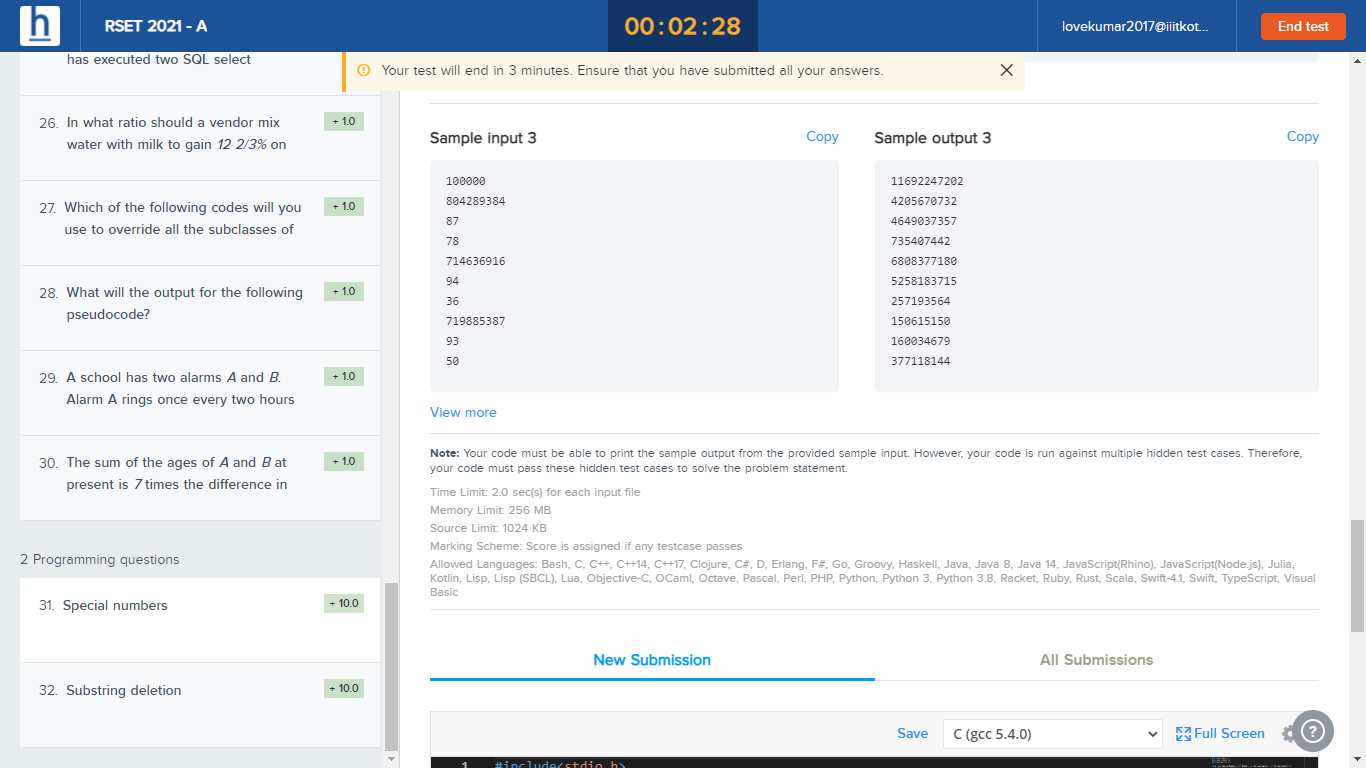 h
RSET 2021 - A
00:02:28
lovekumar2017@iiitkot...
End test
Your test will end in 3 minutes. Ensure that you have submitted all your answers.
has executed two SQL select
26. In what ratio should a vendor mix
water with milk to gain 12 2/3% on
+ 1.0
27. Which of the following codes will you
use to override all the subclasses of
+ 1.0
28. What will the output for the following
pseudocode?
+ 1.0
29. A school has two alarms A and B.
Alarm A rings once every two hours
+ 1.0
30. The sum of the ages of A and B at
present is 7 times the difference in
+ 1.0
2 Programming questions
31. Special numbers
+ 10.0
32. Substring deletion
+ 10.0
Sample input 3
Copy
100000
804289384
87
78
714636916
94
36
719885387
93
50
Sample output 3
Copy
11692247202
4205670732
4649037357
735407442
6808377180
5258183715
257193564
150615150
160034679
377118144
View more
Note: Your code must be able to print the sample output from the provided sample input. However, your code is run against multiple hidden test cases. Therefore,
your code must pass these hidden test cases to solve the problem statement.
Time Limit: 2.0 sec(s) for each input file
Memory Limit: 256 MB
Source Limit: 1024 KB
Marking Scheme: Score is assigned if any testcase passes
Allowed Languages: Bash, C, C++, C++14, C++17, Clojure, C#, D, Erlang, F#, Go, Groovy, Haskell, Java, Java 8, Java 14, JavaScript(Rhino), JavaScript(Node.js), Julia,
Kotlin, Lisp, Lisp (SBCL), Lua, Objective-C, OCaml, Octave, Pascal, Perl, PHP, Python, Python 3, Python 3.8, Racket, Ruby, Rust, Scala, Swift-4.1, Swift, TypeScript, Visual
Basic
New Submission
All Submissions
Save
C (gcc 5.4.0)
Full Screen
?
1 #include<stdio.h>